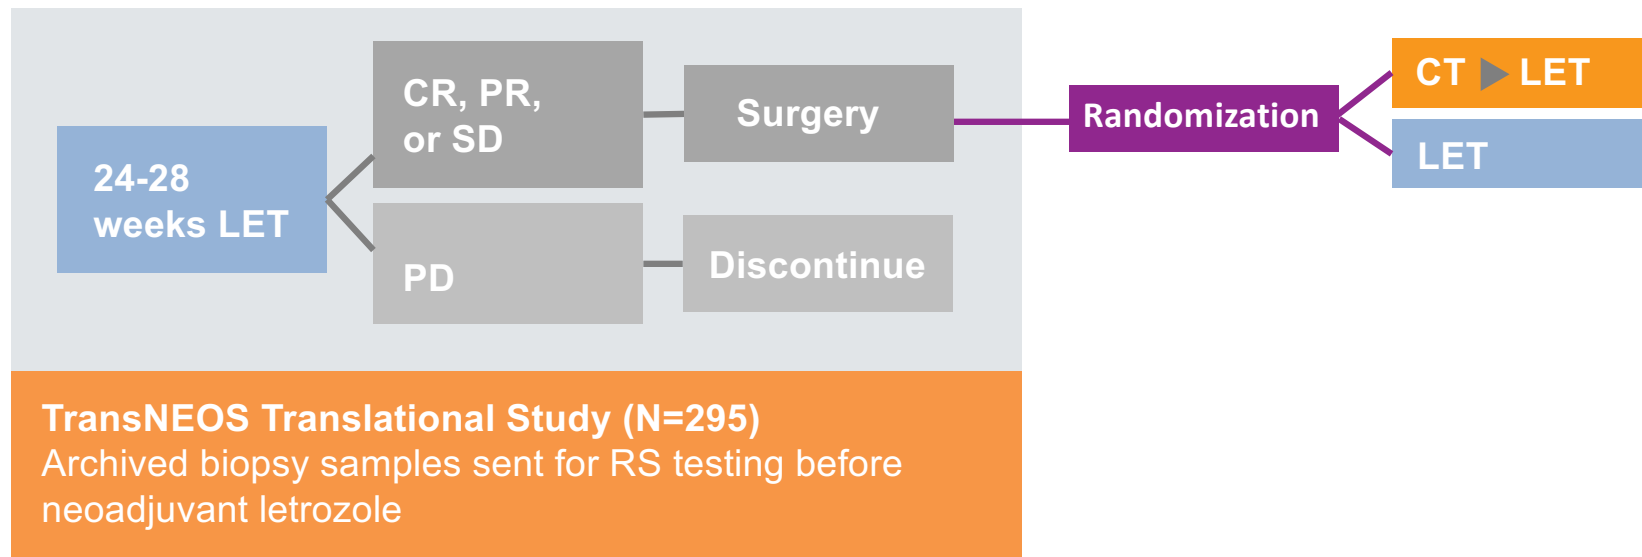 24-28
weeks LET
CR, PR,
or SD
Surgery
PD
Discontinue
Randomization
CT ▶ LET
LET
TransNEOS Translational Study (N=295)
Archived biopsy samples sent for RS testing before
neoadjuvant letrozole